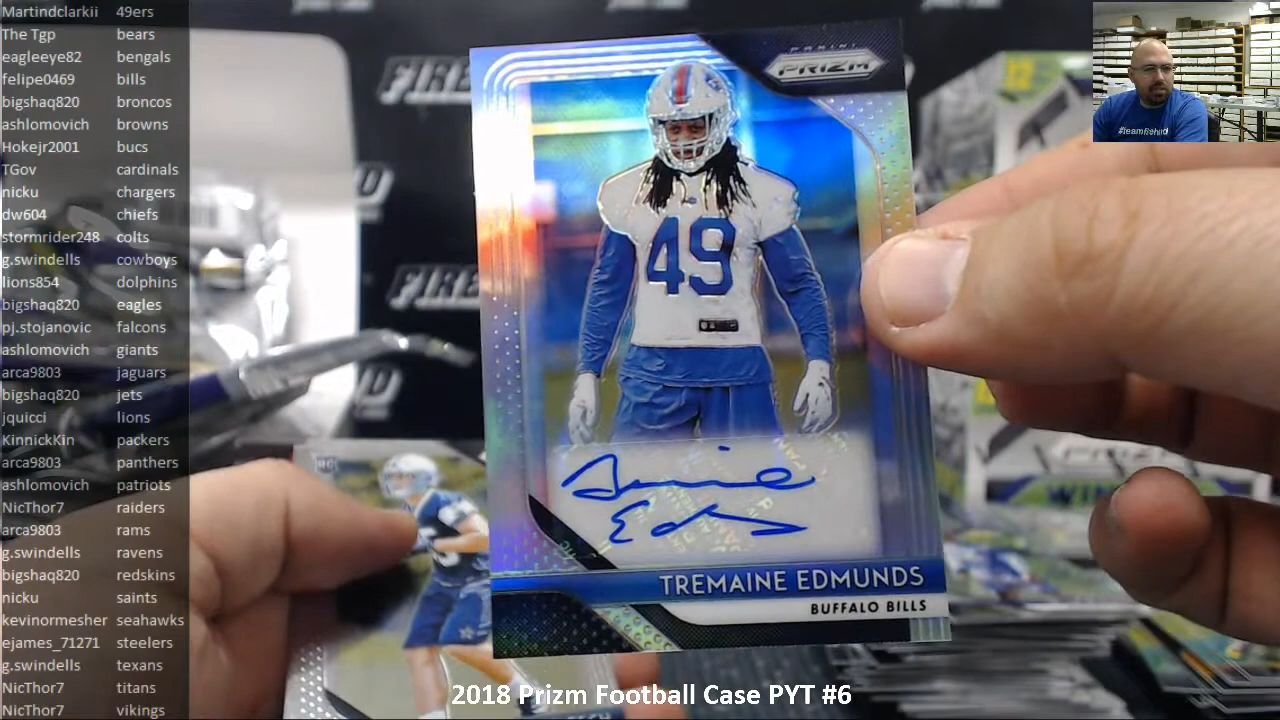 Martindclarkii 49ers
The Tgp bears
eagleeye82 bengals
felipe0469 bills
bigshaq820 broncos
ashlomovich browns
Hokejr2001 bucs
TGov cardinals
nicku chargers
dw604 chiefs
stormrider248 colts
g.swindells cowboys
lions854 dolphins
bigshaq820 eagles
pj.stojanovic falcons
ashlomovich giants
arca9803 jaguars
bigshaq820 jets
jquicci lions
KinnickKin packers
arca9803 panthers
ashlomovich patriots
NicThor7 raiders
arca9803 rams
g.swindells ravens
bigshaq820 redskins
nicku saints
kevinormesher seahawks
ejames_71271 steelers
g.swindells texans
NicThor7 titans
NicThor7 vikings
PANINI
PRIZM
49
Tremaine
Edmunds
TREMAINE EDMUNDS
BUFFALO BILLS
FIRE
FIRE
2018 Prizm Football Case PYT #6